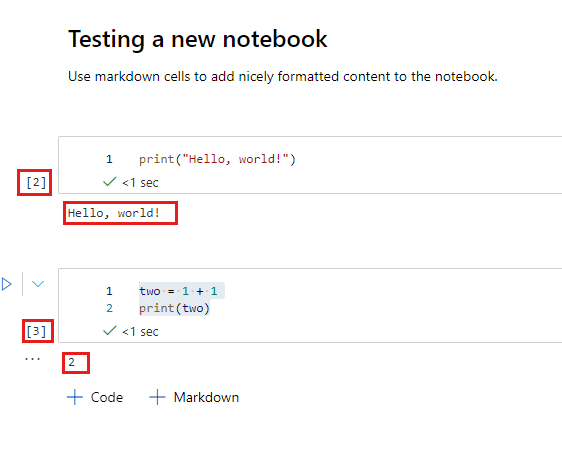 Testing a new notebook
Use markdown cells to add nicely formatted content to the notebook.
1 print("Hello, world!")
[2] <1 sec
Hello, world!
1 two = 1 + 1
2 print(two)
[3] <1 sec
2
Code Markdown